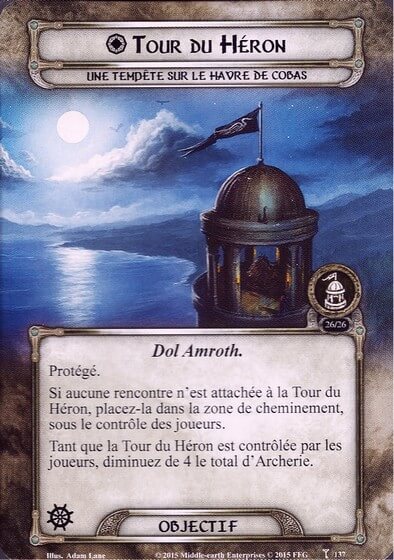 Tour du Héron
Une tempête sur le Havre de Cobas
26/26
Dol Amroth.
Protégé.
Si aucune rencontre n'est attachée à la Tour du
Héron, placez-la dans la zone de cheminement,
sous le contrôle des joueurs.
Tant que la Tour du Héron est contrôlée par les
joueurs, diminuez de 4 le total d'Archerie.
OBJECTIF
Illus. Adam Lane
© 2015 Middle-earth Enterprises © 2015 FFG
137